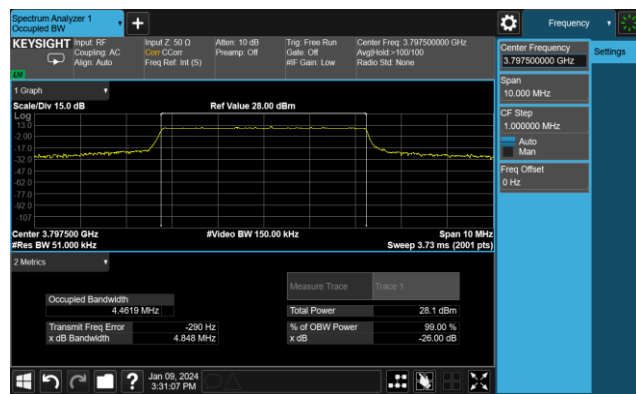 Spectrum Analyzer 1
Occupied BW
+
Frequency
KEYSIGHT
Input: RF
Coupling: AC
Align: Auto
Input Z: 50 Ω
Corr CCorr
Freq Ref: Int (S)
Atten: 10 dB
Preamp: Off
Trig: Free Run
Gate: Off
#IF Gain: Low
Center Freq: 3.797500000 GHz
Avg|Hold:>100/100
Radio Std: None
LXI
Center Frequency
3.797500000 GHz
Settings
Span
10.000 MHz
CF Step
1.000000 MHz
Auto
Man
Freq Offset
0 Hz
1 Graph
Scale/Div 15.0 dB
Ref Value 28.00 dBm
Log
13.0
-2.00
-17.0
-32.0
-47.0
-62.0
-77.0
-92.0
-107
Center 3.797500 GHz
#Video BW 150.00 kHz
Span 10 MHz
#Res BW 51.000 kHz
Sweep 3.73 ms (2001 pts)
2 Metrics
Measure Trace
Trace 1
Occupied Bandwidth
4.4619 MHz
Total Power
28.1 dBm
Transmit Freq Error
-290 Hz
% of OBW Power
99.00 %
x dB Bandwidth
4.848 MHz
x dB
-26.00 dB
?
Jan 09, 2024
3:31:07 PM